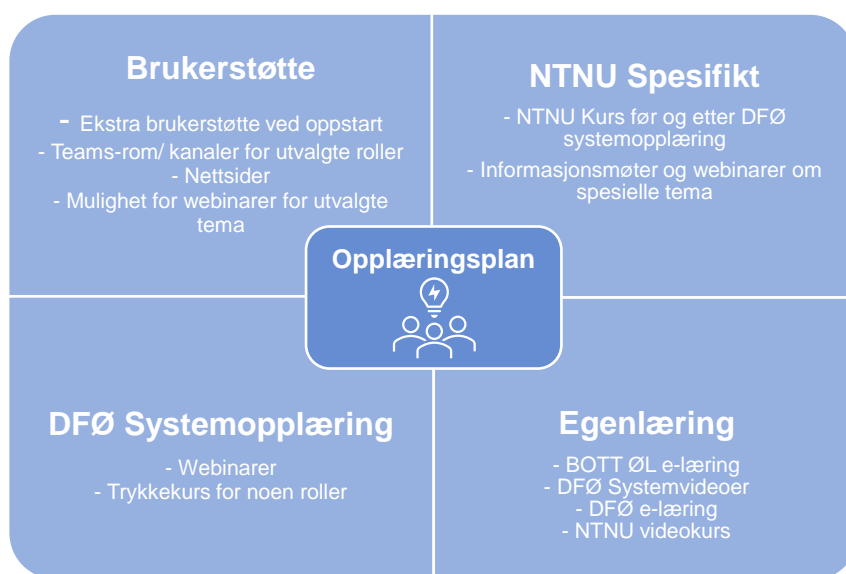 Brukerstøtte
- Ekstra brukerstøtte ved oppstart
- Teams-rom/ kanaler for utvalgte roller
- Nettsider
- Mulighet for webinarer for utvalgte
tema
NTNU Spesifikt
- NTNU Kurs før og etter DFØ
systemopplæring
- Informasjonsmøter og webinarer om
spesielle tema
Opplæringsplan
DFØ Systemopplæring
- Webinarer
- Trykkekurs for noen roller
Egenlæring
- BOTT ØL e-læring
- DFØ Systemvideoer
- DFØ e-læring
- NTNU videokurs